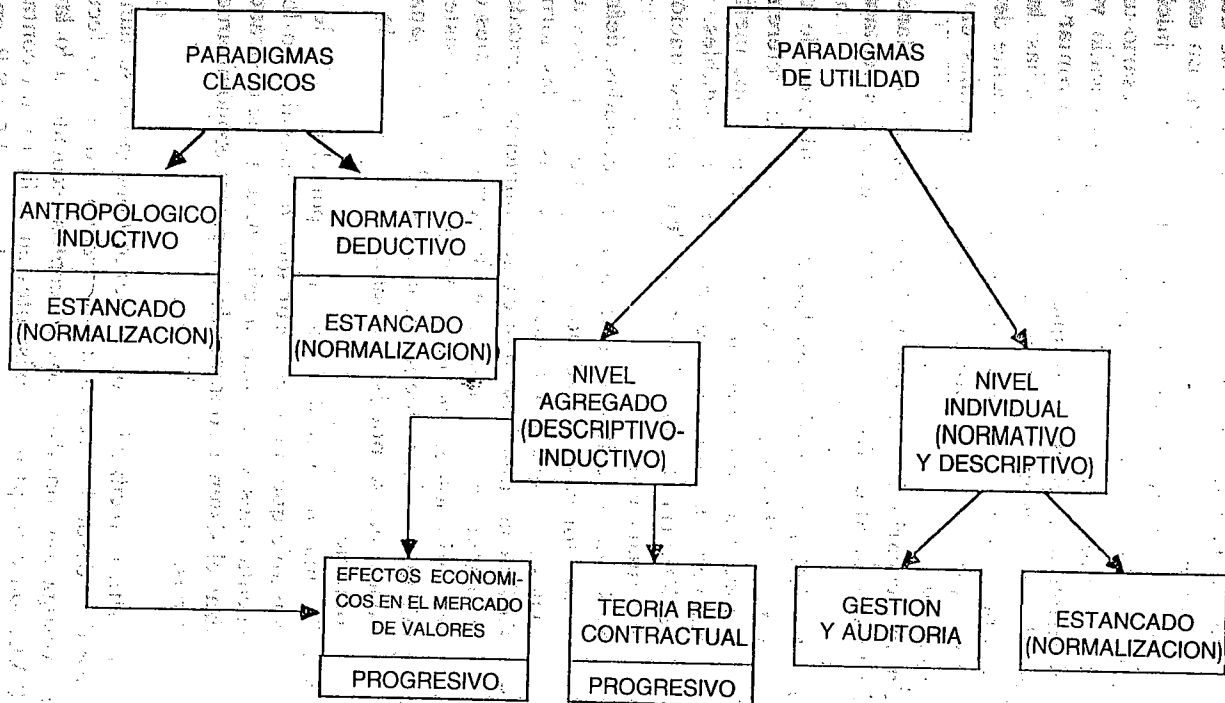 PARADIGMAS
CLASICOS
PARADIGMAS
DE UTILIDAD
ANTROPOLOGICO
INDUCTIVO
ESTANCADO
(NORMALIZACION)
NORMATIVO-
DEDUCTIVO
ESTANCADO
(NORMALIZACION)
NIVEL
AGREGADO
(DESCRIPTIVO-
INDUCTIVO)
NIVEL
INDIVIDUAL
(NORMATIVO
Y DESCRIPTIVO)
EFECTOS ECONOMI-
COS EN EL MERCADO
DE VALORES
PROGRESIVO
TEORIA RED
CONTRACTUAL
PROGRESIVO
GESTION
Y AUDITORIA
ESTANCADO
(NORMALIZACION)